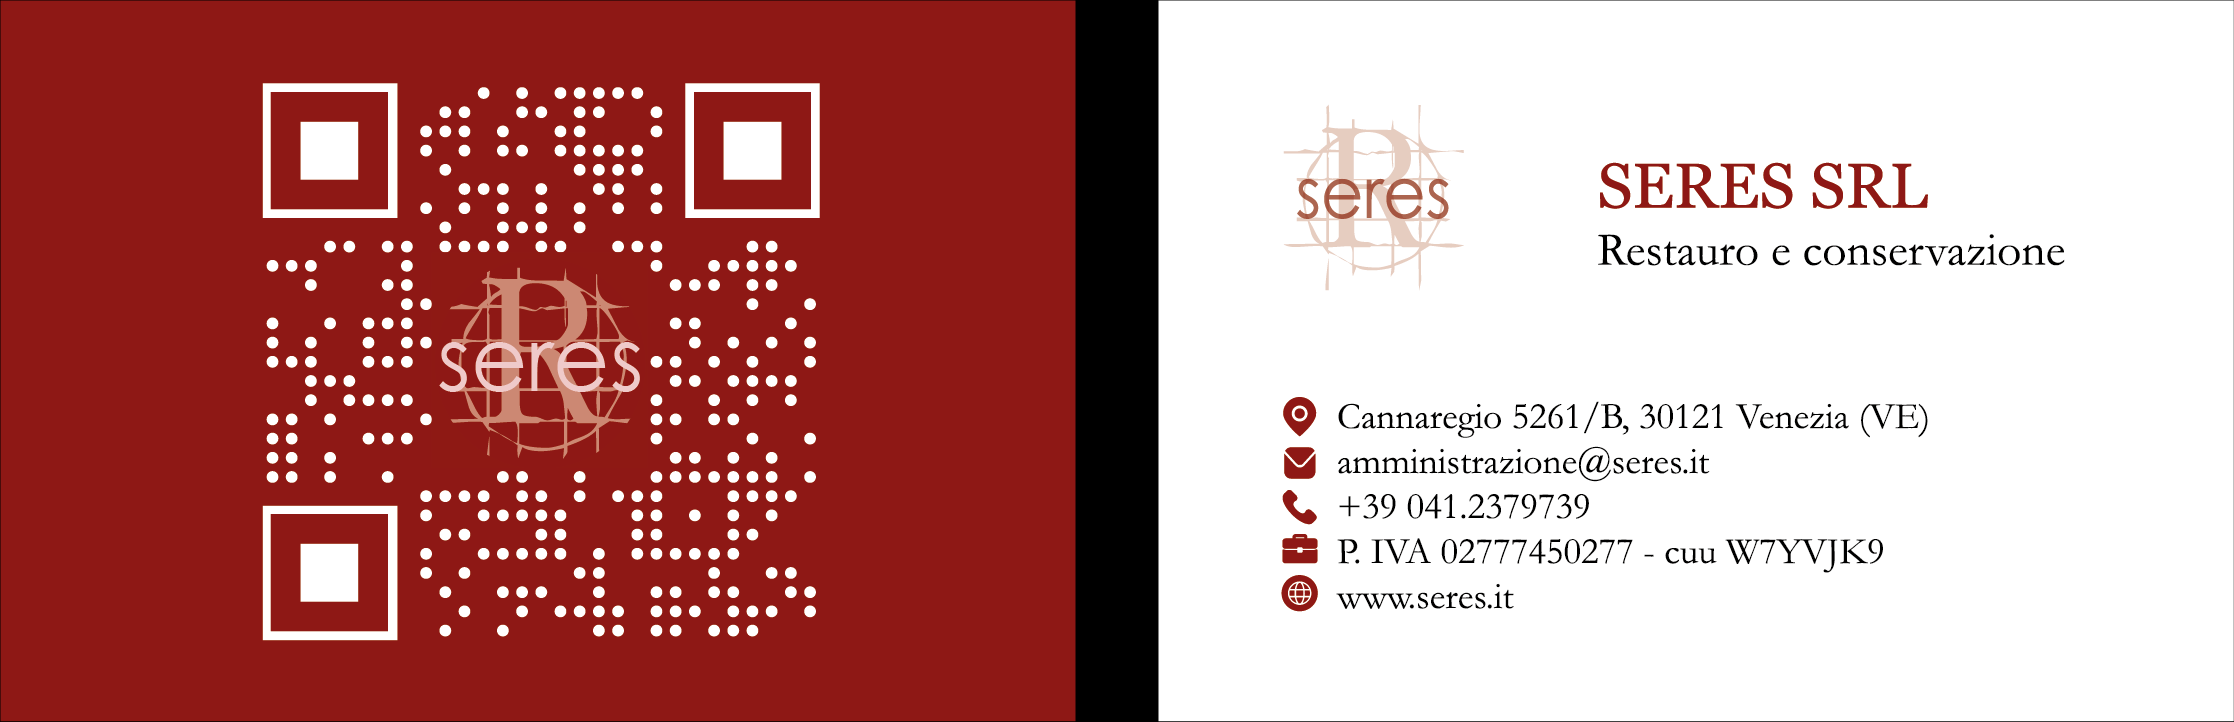 R
seres
R
seres
SERES SRL
Restauro e conservazione
Cannaregio 5261/B, 30121 Venezia (VE)
amministrazione@seres.it
+39 041.2379739
P. IVA 02777450277 - cuu W7YVJK9
www.seres.it